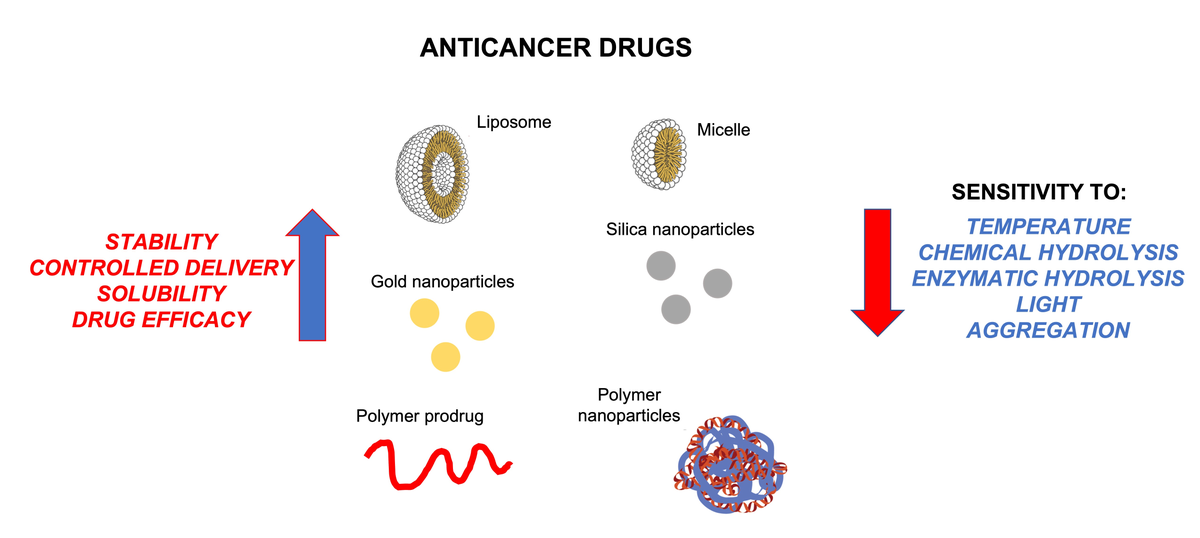 ANTICANCER DRUGS
Liposome
Micelle
Silica nanoparticles
Gold nanoparticles
Polymer prodrug
Polymer
nanoparticles
STABILITY
CONTROLLED DELIVERY
SOLUBILITY
DRUG EFFICACY
SENSITIVITY TO:
TEMPERATURE
CHEMICAL HYDROLYSIS
ENZYMATIC HYDROLYSIS
LIGHT
AGGREGATION